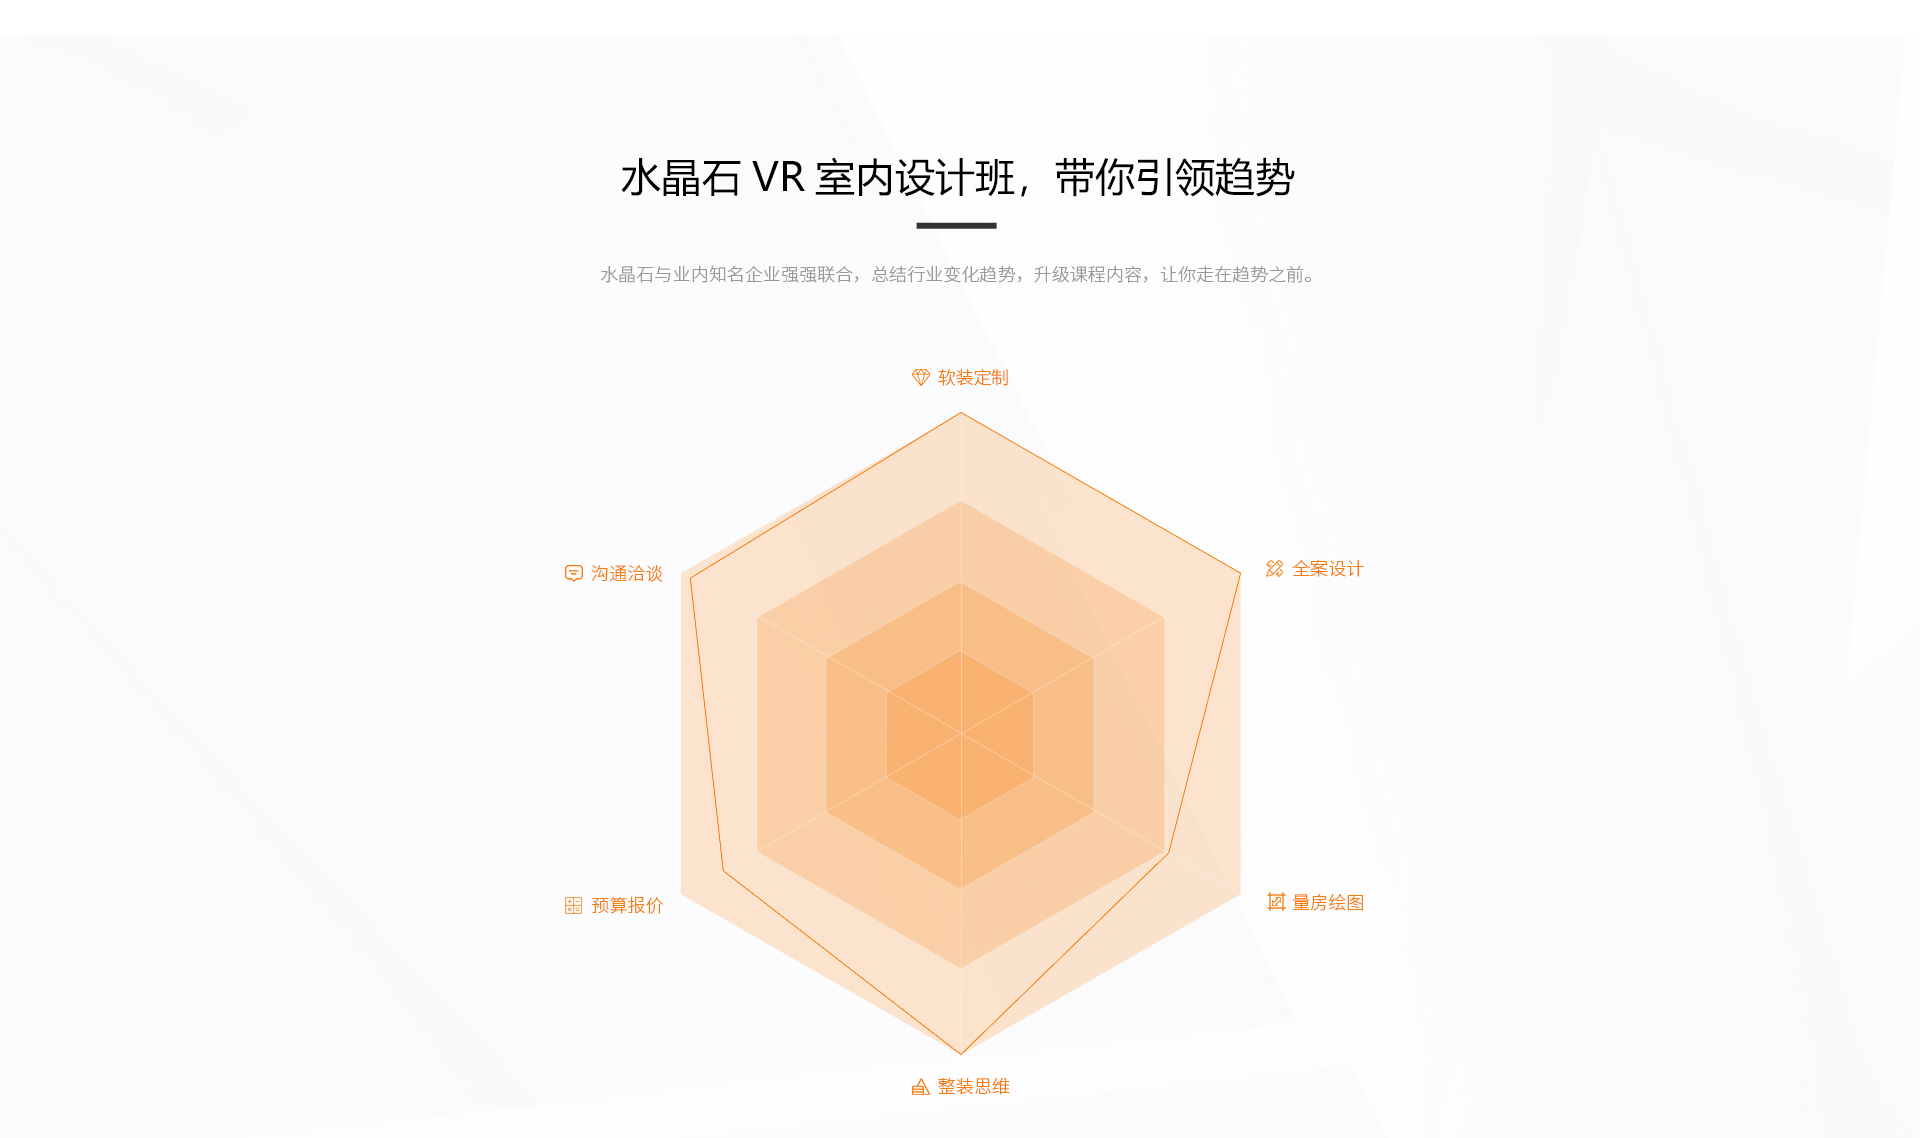 水晶石 VR 室内设计班，带你引领趋势
水晶石与业内知名企业强强联合，总结行业变化趋势，升级课程内容，让你走在趋势之前。
软装定制
沟通洽谈
全案设计
预算报价
量房绘图
整装思维